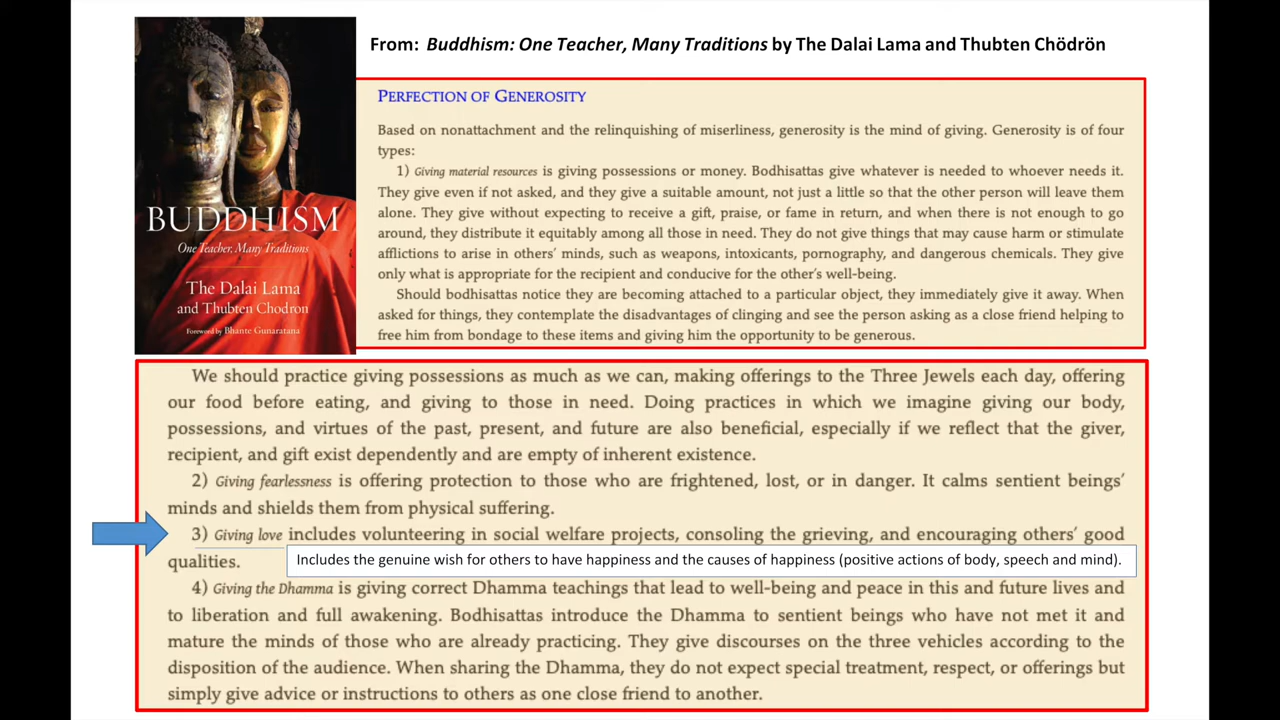 From: Buddhism: One Teacher, Many Traditions by The Dalai Lama and Thubten Chödrön
BUDDHISM
One Teacher, Many Traditions
The Dalai Lama
and Thubten Chodron
Foreword by Bhante Gunaratana
PERFECTION OF GENEROSITY
Based on nonattachment and the relinquishing of miserliness, generosity is the mind of giving. Generosity is of four
types:
1) Giving material resources is giving possessions or money. Bodhisattas give whatever is needed to whoever needs it.
They give even if not asked, and they give a suitable amount, not just a little so that the other person will leave them
alone. They give without expecting to receive a gift, praise, or fame in return, and when there is not enough to go
around, they distribute it equitably among all those in need. They do not give things that may cause harm or stimulate
afflictions to arise in others' minds, such as weapons, intoxicants, pornography, and dangerous chemicals. They give
only what is appropriate for the recipient and conducive for the other's well-being.
Should bodhisattas notice they are becoming attached to a particular object, they immediately give it away. When
asked for things, they contemplate the disadvantages of clinging and see the person asking as a close friend helping to
free him from bondage to these items and giving him the opportunity to be generous.
We should practice giving possessions as much as we can, making offerings to the Three Jewels each day, offering
our food before eating, and giving to those in need. Doing practices in which we imagine giving our body,
possessions, and virtues of the past, present, and future are also beneficial, especially if we reflect that the giver,
recipient, and gift exist dependently and are empty of inherent existence.
2) Giving fearlessness is offering protection to those who are frightened, lost, or in danger. It calms sentient beings'
minds and shields them from physical suffering.
3) Giving love includes volunteering in social welfare projects, consoling the grieving, and encouraging others' good
qualities.
Includes the genuine wish for others to have happiness and the causes of happiness (positive actions of body, speech and mind).
4) Giving the Dhamma is giving correct Dhamma teachings that lead to well-being and peace in this and future lives and
to liberation and full awakening. Bodhisattas introduce the Dhamma to sentient beings who have not met it and
mature the minds of those who are already practicing. They give discourses on the three vehicles according to the
disposition of the audience. When sharing the Dhamma, they do not expect special treatment, respect, or offerings but
simply give advice or instructions to others as one close friend to another.